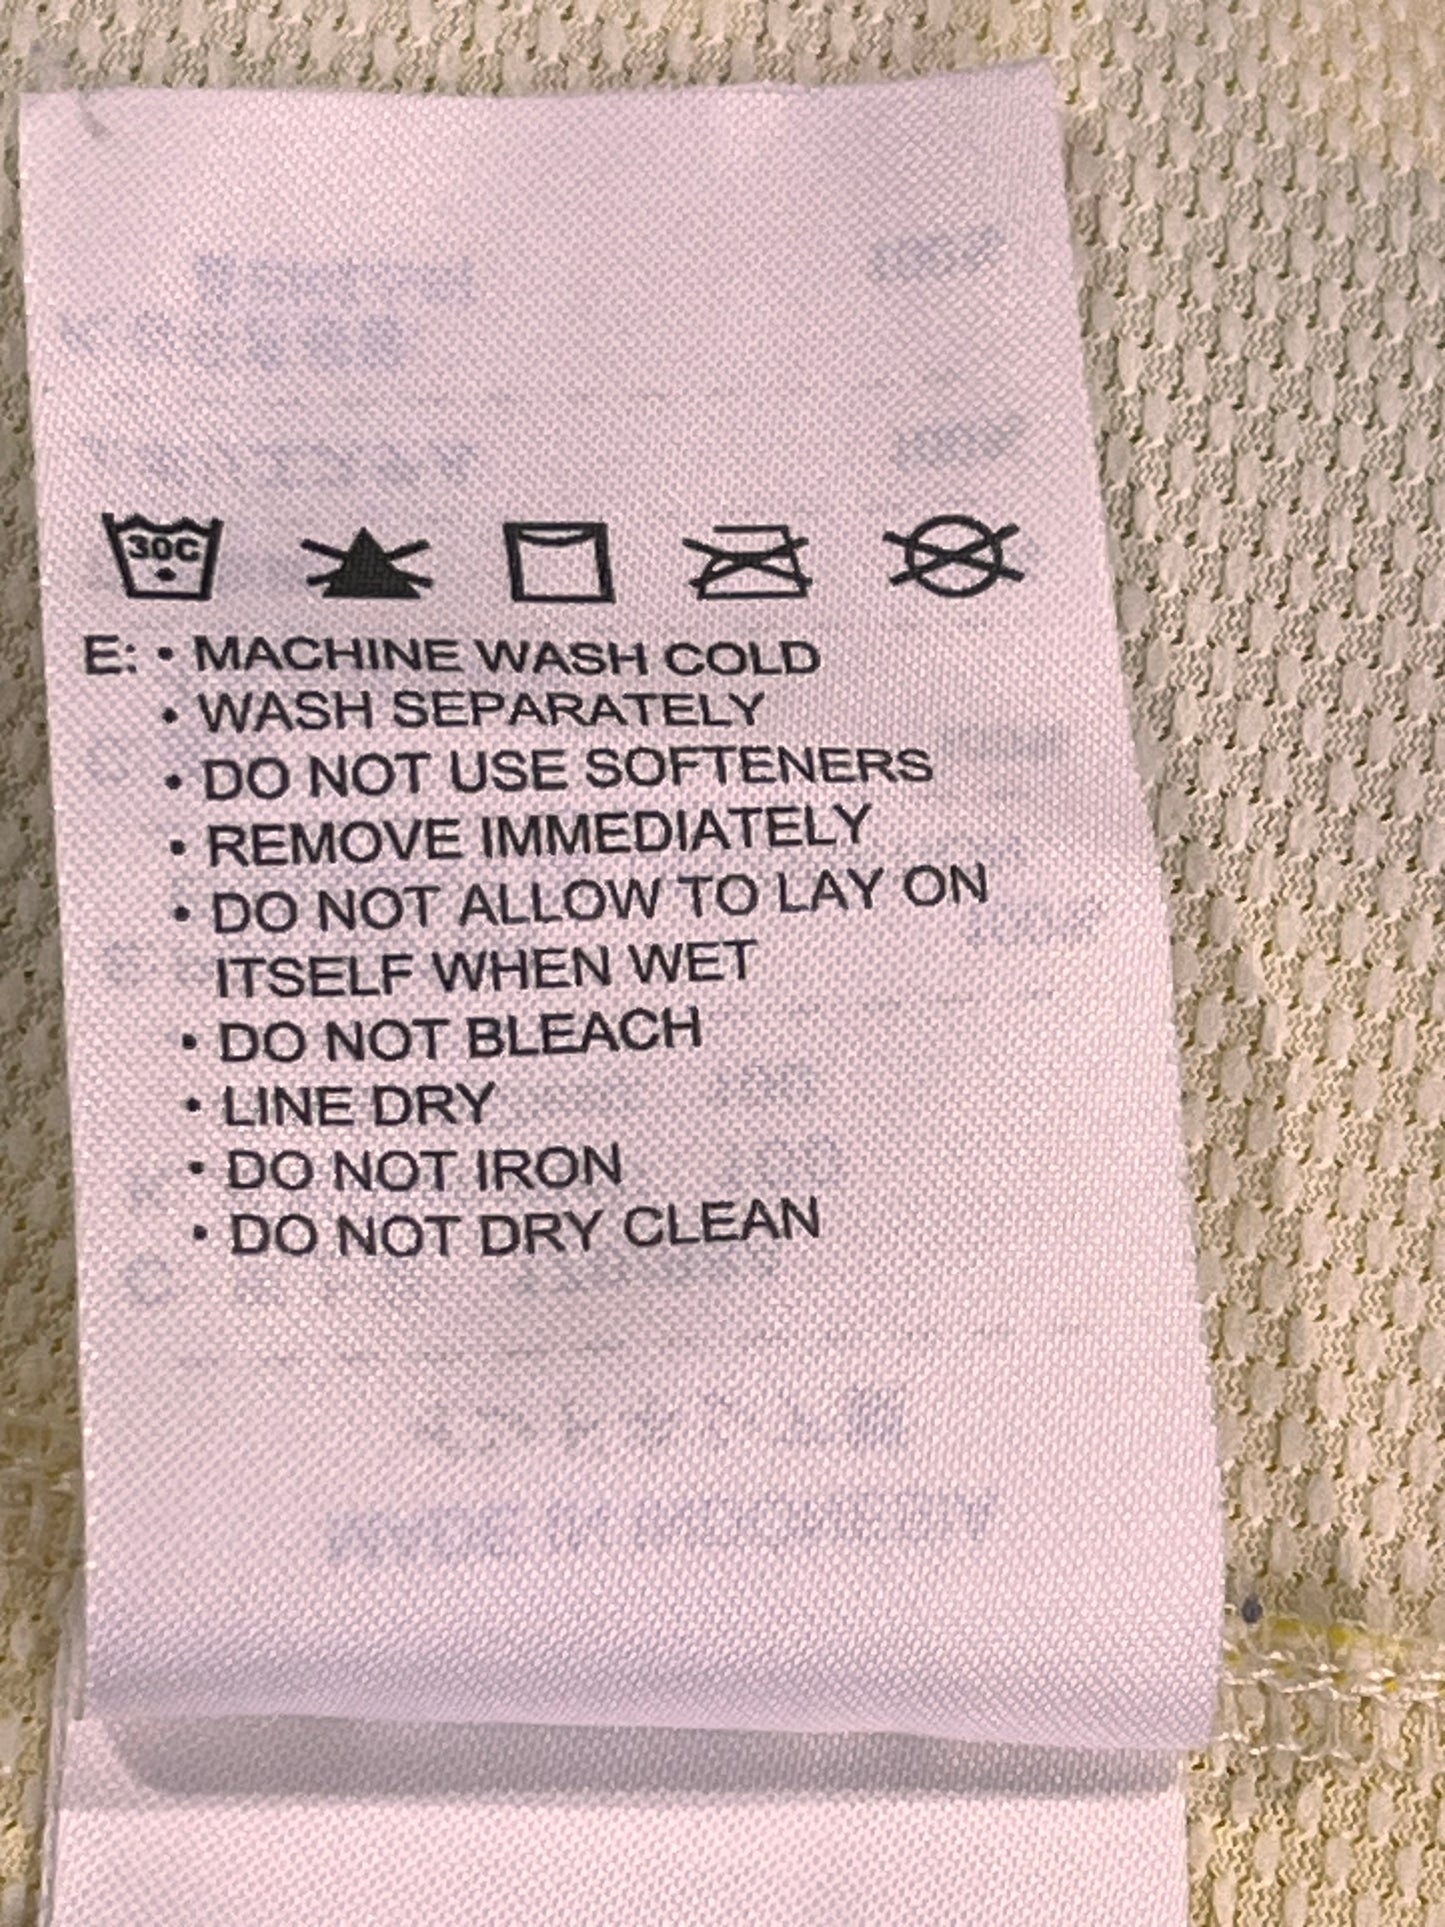 30C
E: • MACHINE WASH COLD
• WASH SEPARATELY
• DO NOT USE SOFTENERS
• REMOVE IMMEDIATELY
• DO NOT ALLOW TO LAY ON
ITSELF WHEN WET
• DO NOT BLEACH
• LINE DRY
• DO NOT IRON
• DO NOT DRY CLEAN